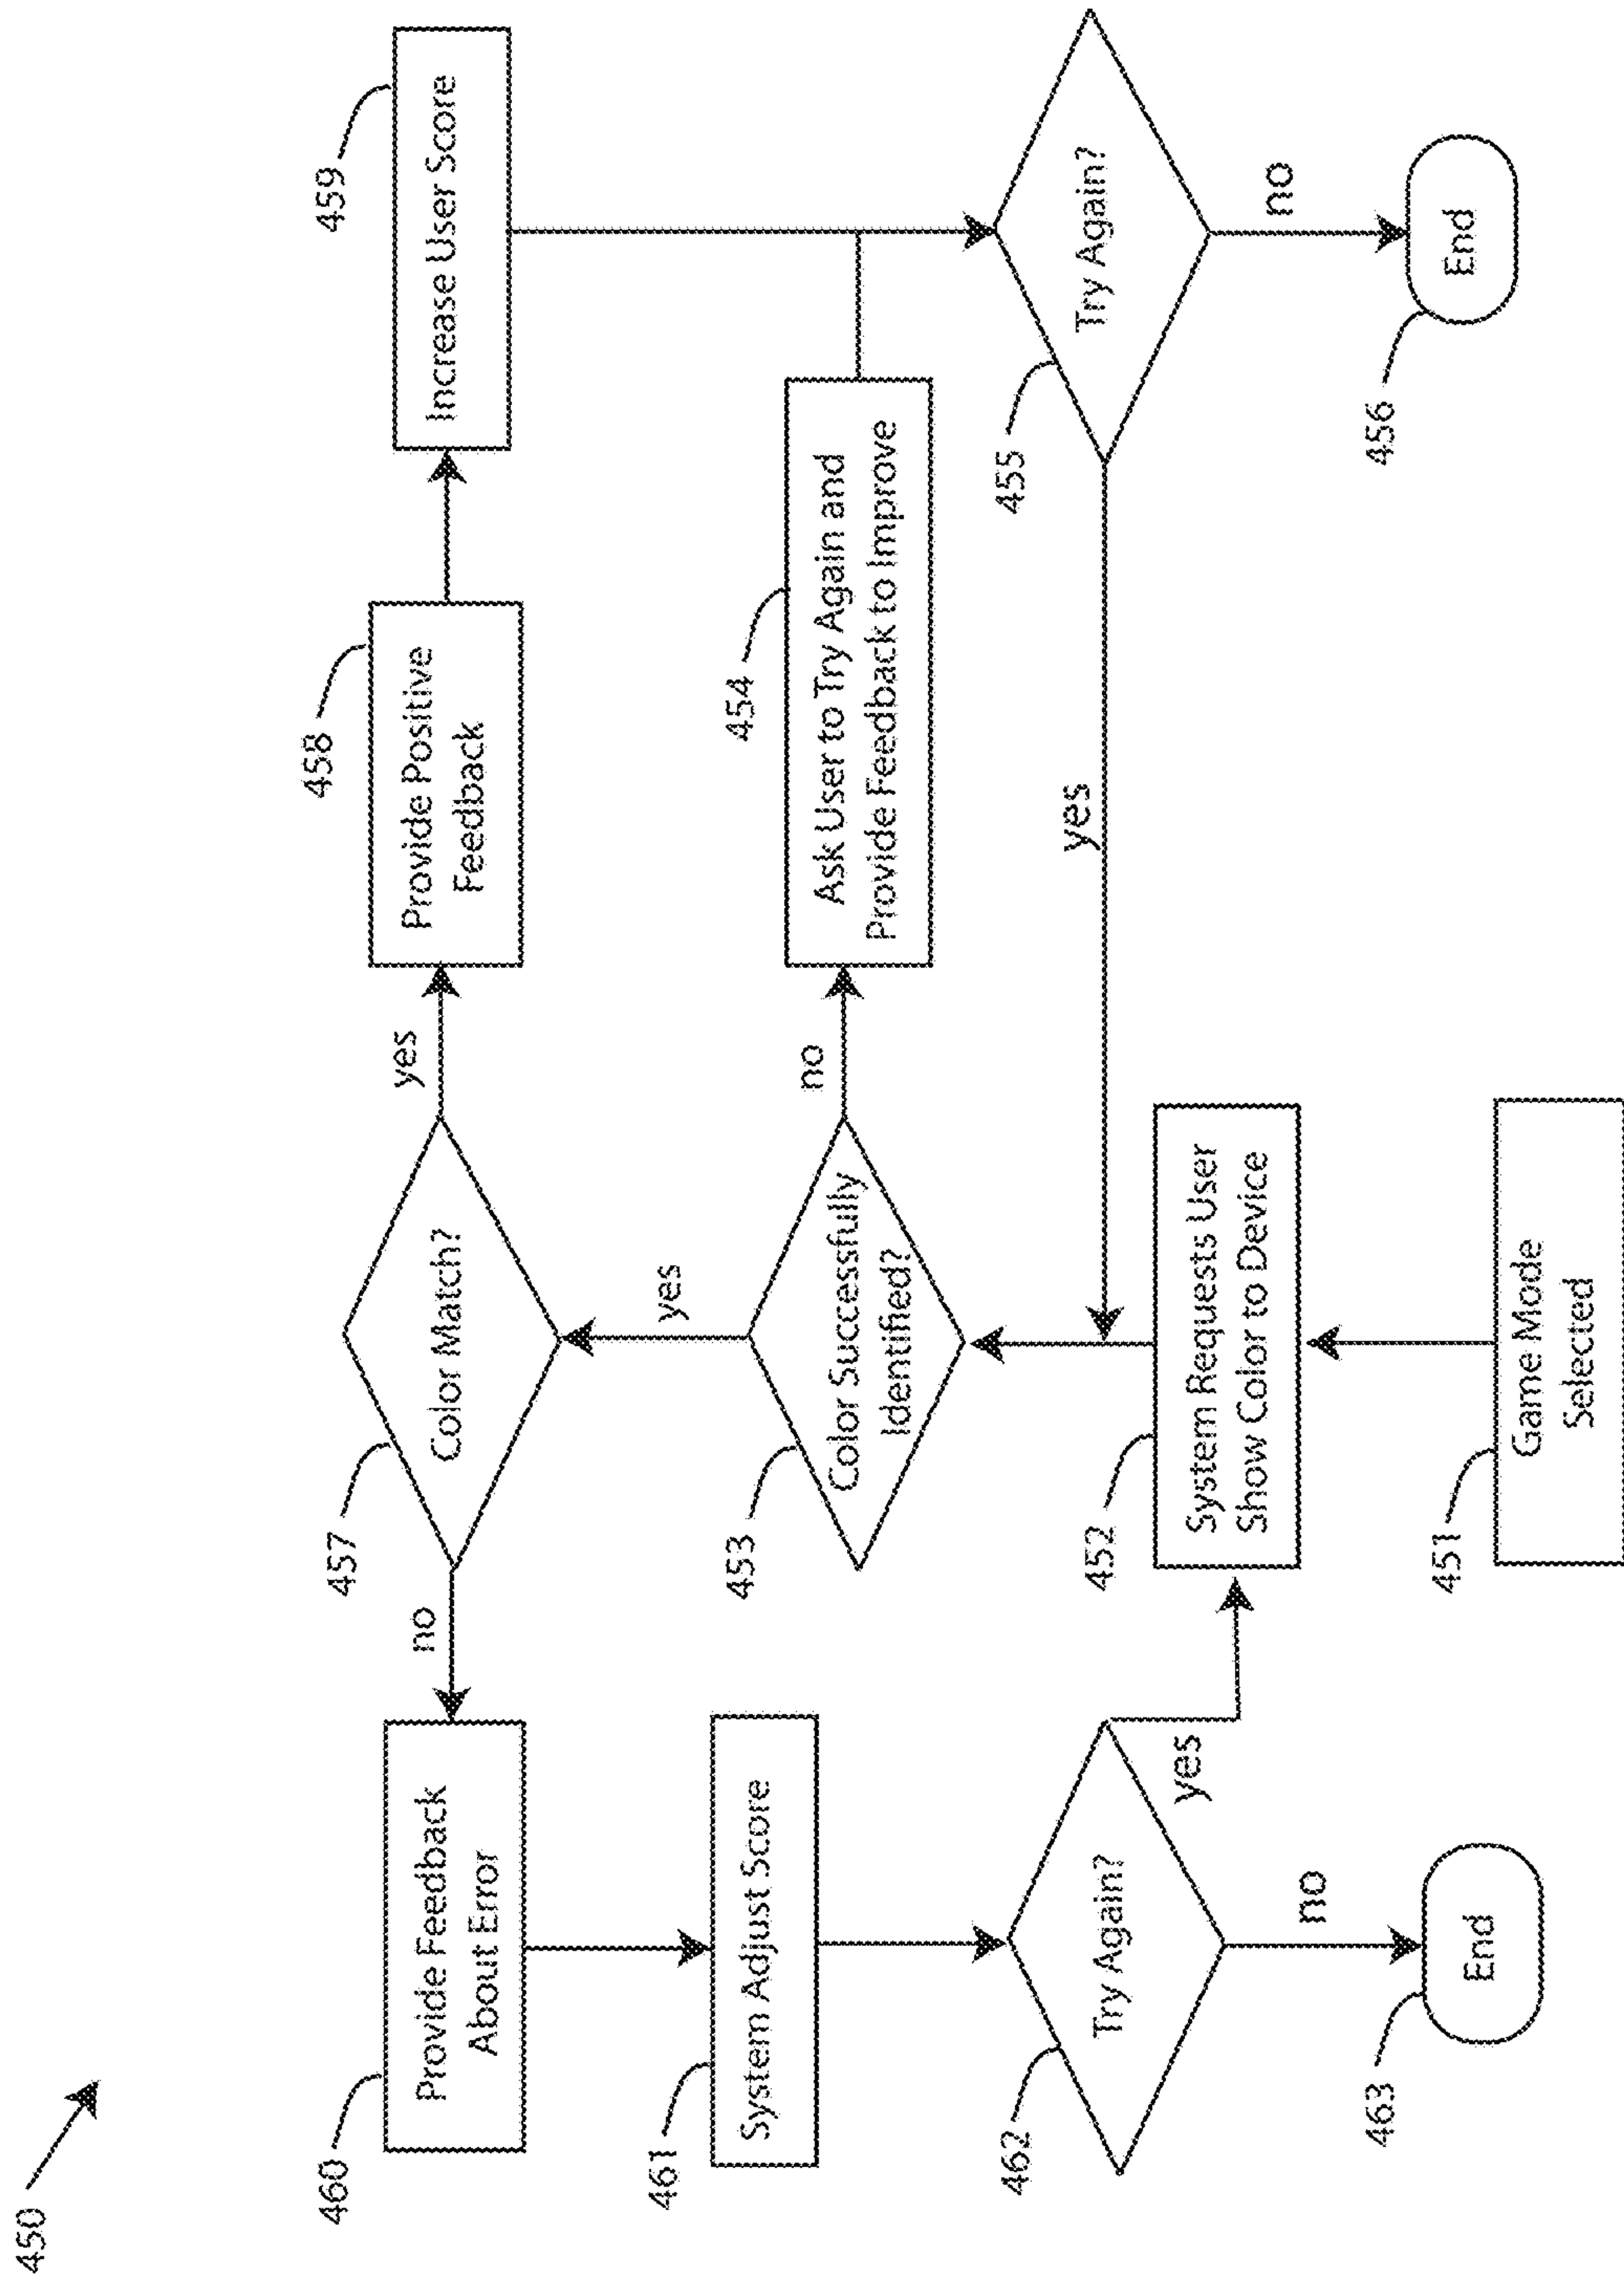 450
460
Provide Feedback
About Error
no
457
Color Match?
yes
458
Provide Positive
Feedback
459
Increase User Score
461
System Adjust Score
yes
453
Color Successfully
Identified?
no
454
Ask User to Try Again and
Provide Feedback to Improve
462
Try Again?
yes
no
463
End
452
System Requests User
Show Color to Device
yes
455
Try Again?
no
456
End
451
Game Mode
Selected